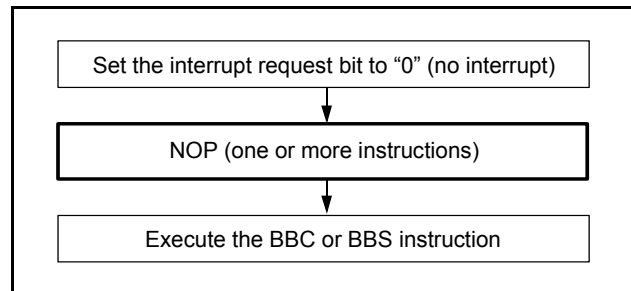 Set the interrupt request bit to “0” (no interrupt)
NOP (one or more instructions)
Execute the BBC or BBS instruction